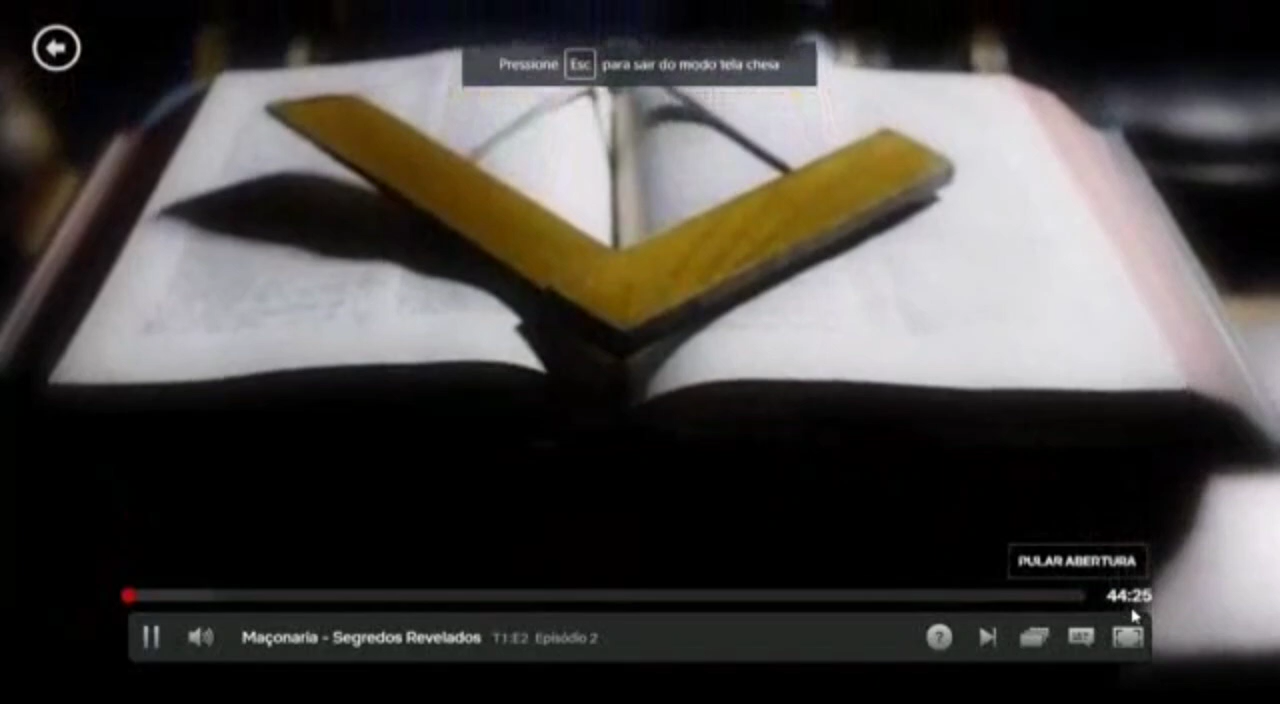 Pressione Esc para sair do modo tela cheia
PULAR ABERTURA
44:25
Maçonaria - Segredos Revelados T1:E2 Episódio 2
?